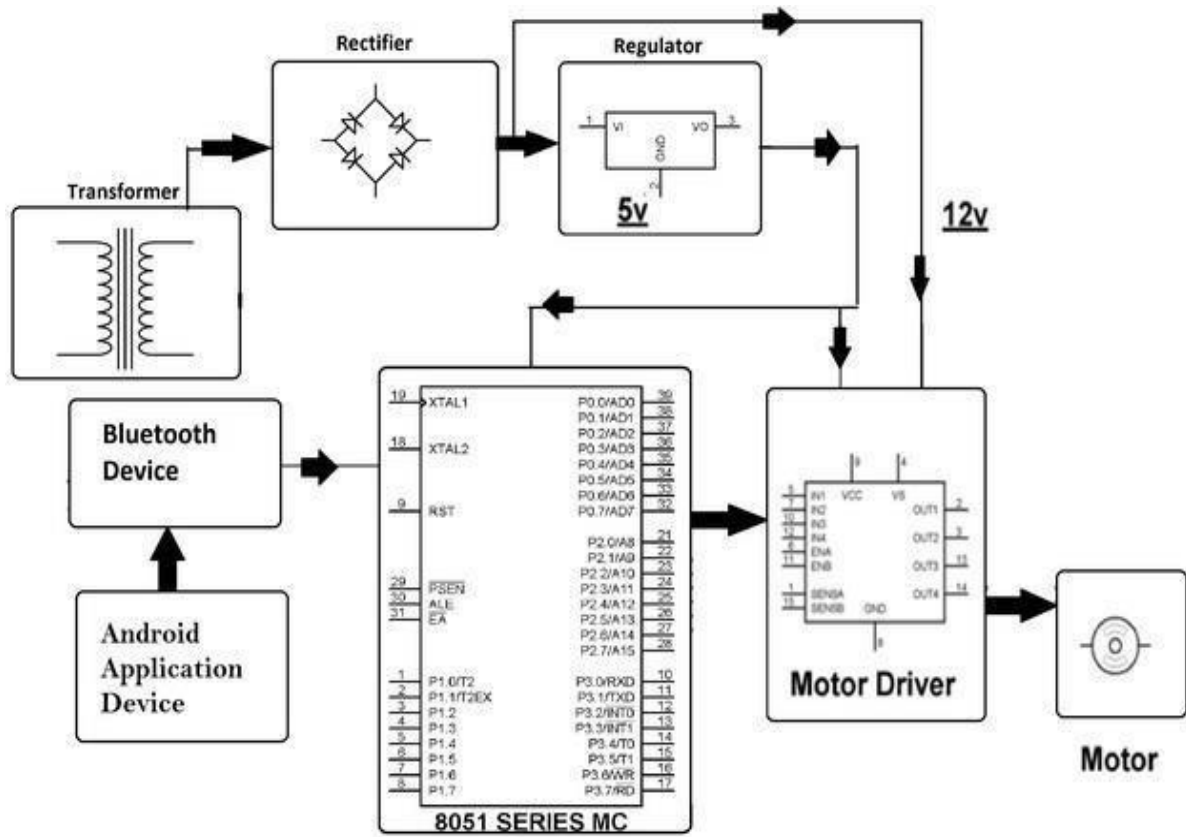 Rectifier
Regulator
1
VI
VO
3
GND
2
5v
12v
Transformer
Bluetooth
Device
Android
Application
Device
19
XTAL1
18
XTAL2
9
RST
29
PSEN
30
ALE
31
EA
1
P1.0/T2
2
P1.1/T2EX
3
P1.2
4
P1.3
5
P1.4
6
P1.5
7
P1.6
8
P1.7
P0.0/AD0
39
P0.1/AD1
38
P0.2/AD2
37
P0.3/AD3
36
P0.4/AD4
35
P0.5/AD5
34
P0.6/AD6
33
P0.7/AD7
32
P2.0/A8
21
P2.1/A9
22
P2.2/A10
23
P2.3/A11
24
P2.4/A12
25
P2.5/A13
26
P2.6/A14
27
P2.7/A15
28
P3.0/RXD
10
P3.1/TXD
11
P3.2/INT0
12
P3.3/INT1
13
P3.4/T0
14
P3.5/T1
15
P3.6/WR
16
P3.7/RD
17
8051 SERIES MC
9
4
VCC
VS
5
IN1
7
IN2
10
IN3
12
IN4
6
ENA
11
ENB
1
SENSA
15
SENSB
GND
8
OUT1
2
OUT2
3
OUT3
13
OUT4
14
Motor Driver
Motor